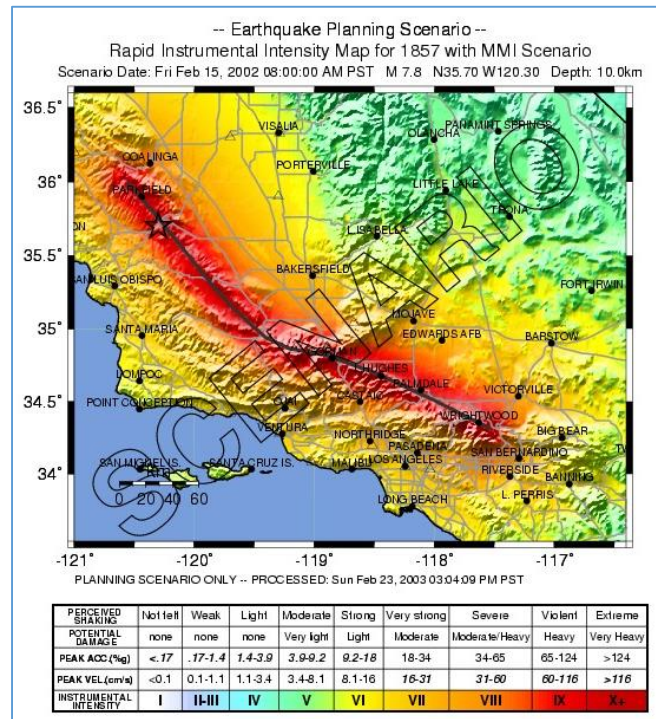 -- Earthquake Planning Scenario --
Rapid Instrumental Intensity Map for 1857 with MMI Scenario
Scenario Date: Fri Feb 15, 2002 08:00:00 AM PST M 7.8 N35.70 W120.30 Depth: 10.0km
36.5°
VISALIA
PANAMINT SPRINGS
OLANCHA
COALINGA
PORTERVILLE
36°
PARKFIELD
LITTLE LAKE
TRONA
35.5°
L.ISABELLA
SAN LUIS OBISPO
BAKERSFIELD
FORT IRWIN
MOJAVE
SANTA MARIA
EDWARDS AFB
BARSTOW
35°
GORMAN
L.HUGHES
LOMPOC
PALMDALE
VICTORVILLE
34.5°
POINT CONCEPTION
OJAI
CASTAIC
WRIGHTWOOD
VENTURA
NORTHRIDGE
BIG BEAR
PASADENA
SAN BERNARDINO
34°
SAN MIGUEL IS.
SANTA CRUZ IS.
MALIBU
LOS ANGELES
RIVERSIDE
BANNING
km
0 20 40 60
LONG BEACH
L. PERRIS
SCENARIO
-121° -120° -119° -118° -117°
PLANNING SCENARIO ONLY -- PROCESSED: Sun Feb 23, 2003 03:04:09 PM PST
PERCEIVED SHAKING Not felt Weak Light Moderate Strong Very strong Severe Violent Extreme
POTENTIAL DAMAGE none none none Very light Light Moderate Moderate/Heavy Heavy Very Heavy
PEAK ACC.(%g) <.17 .17-1.4 1.4-3.9 3.9-9.2 9.2-18 18-34 34-65 65-124 >124
PEAK VEL.(cm/s) <0.1 0.1-1.1 1.1-3.4 3.4-8.1 8.1-16 16-31 31-60 60-116 >116
INSTRUMENTAL INTENSITY I II-III IV V VI VII VIII IX X+